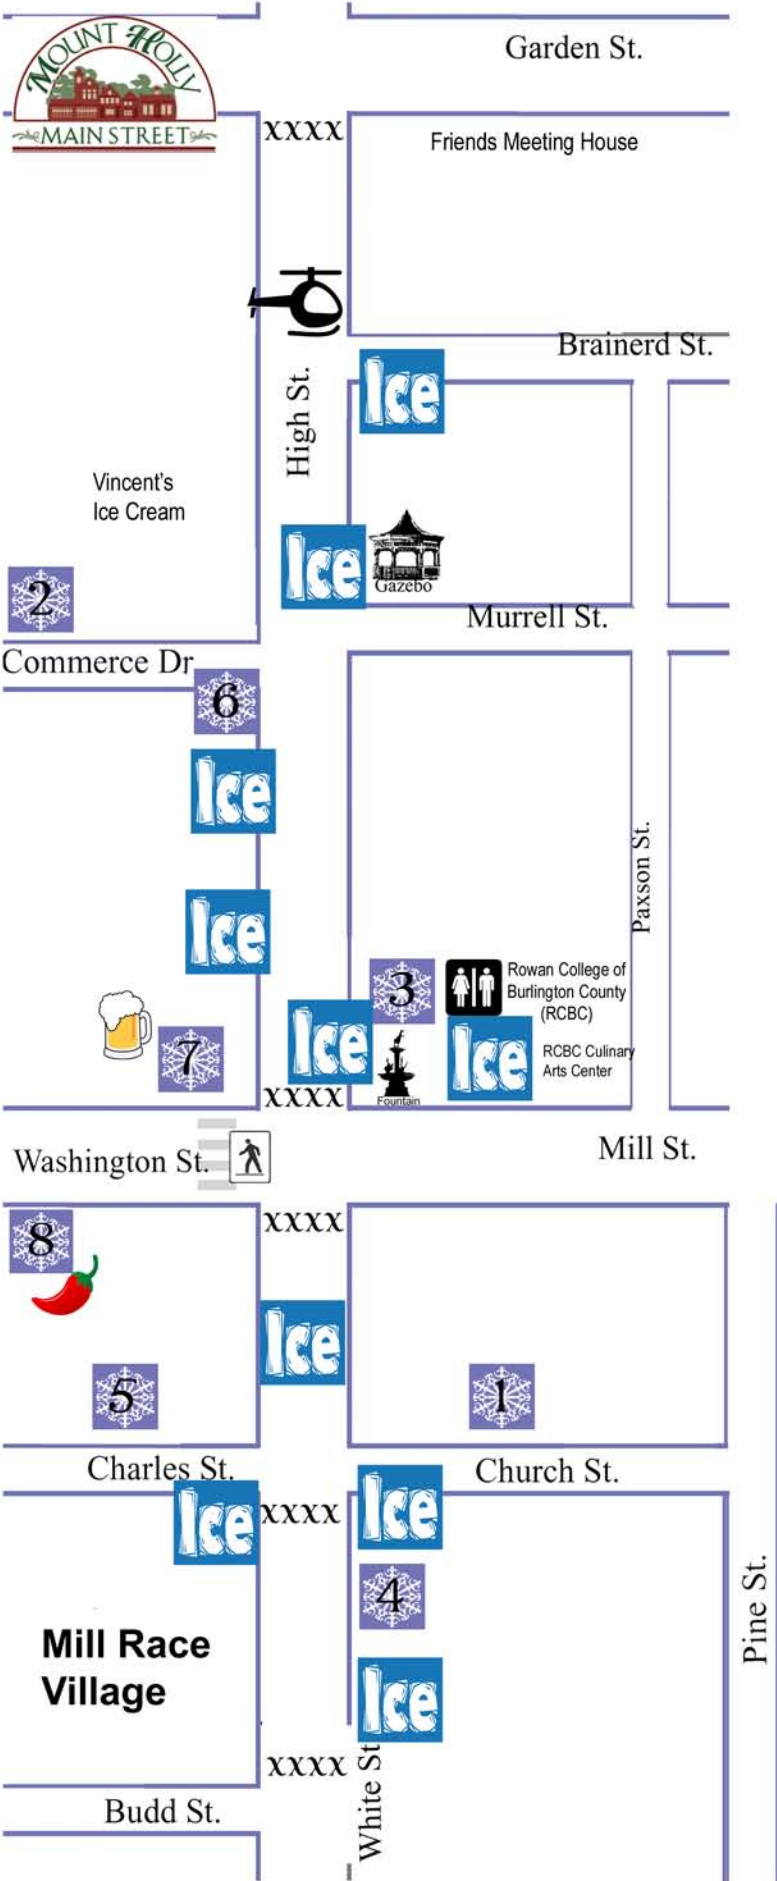 MOUNT HOLLY
MAIN STREET
Garden St.
XXXX
Friends Meeting House
Brainerd St.
Ice
High St.
Vincent's
Ice Cream
Ice
Gazebo
2
Murrell St.
Commerce Dr
6
Ice
Paxson St.
Ice
3
Rowan College of
Burlington County
(RCBC)
Ice
Ice
RCBC Culinary
Arts Center
7
XXXX
Fountain
Washington St.
Mill St.
8
XXXX
Ice
5
1
Charles St.
Church St.
Ice
XXXX
Ice
4
Pine St.
Mill Race
Village
Ice
XXXX
White St
Budd St.